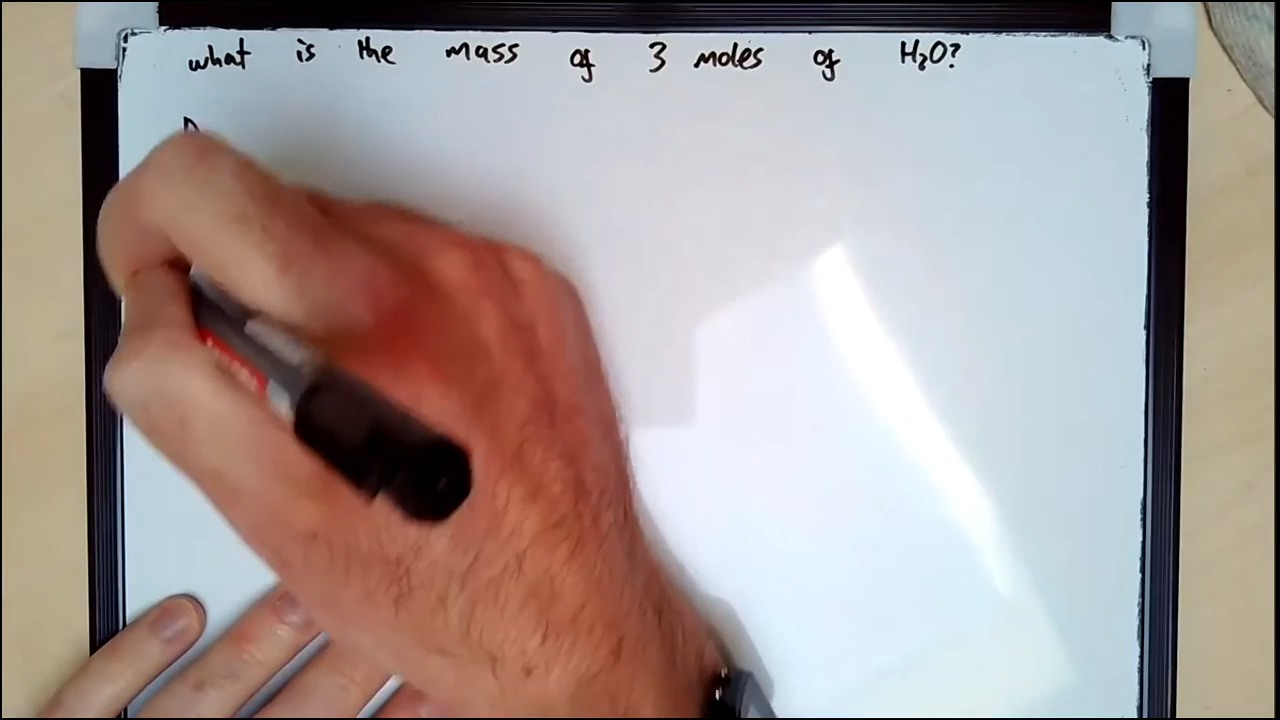 what is the mass of 3 moles of H₂O?